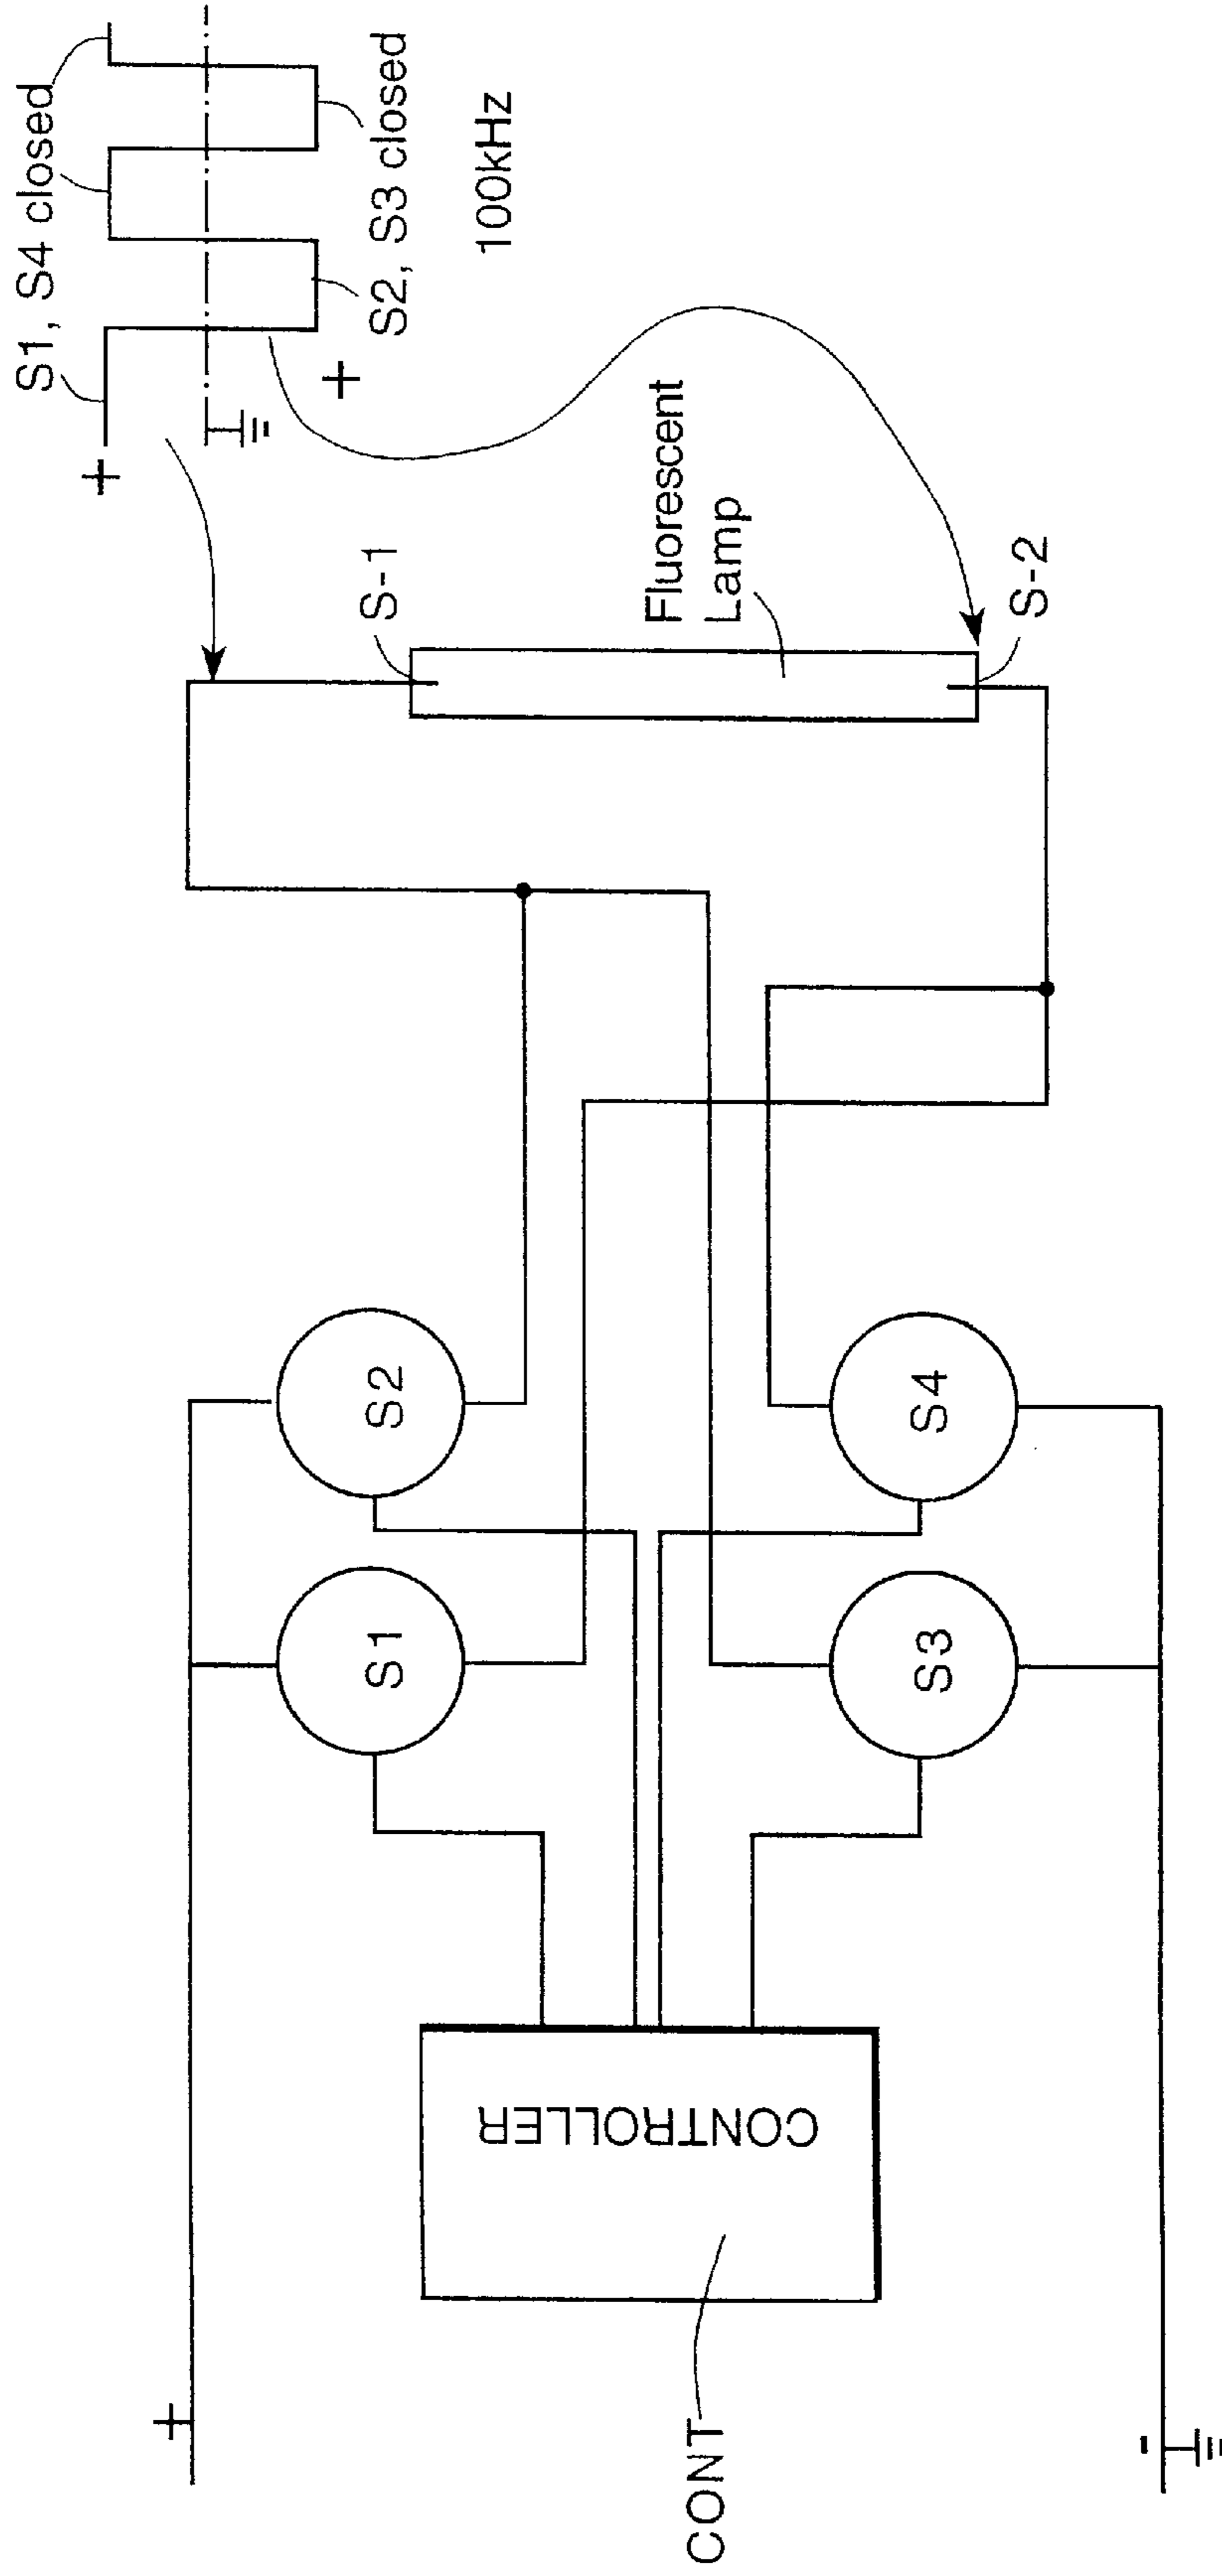 S1, S4 closed
+
S2, S3 closed
+
100kHz
S-1
Fluorescent
Lamp
S-2
S1
S2
S3
S4
CONTROLLER
CONT
+
-